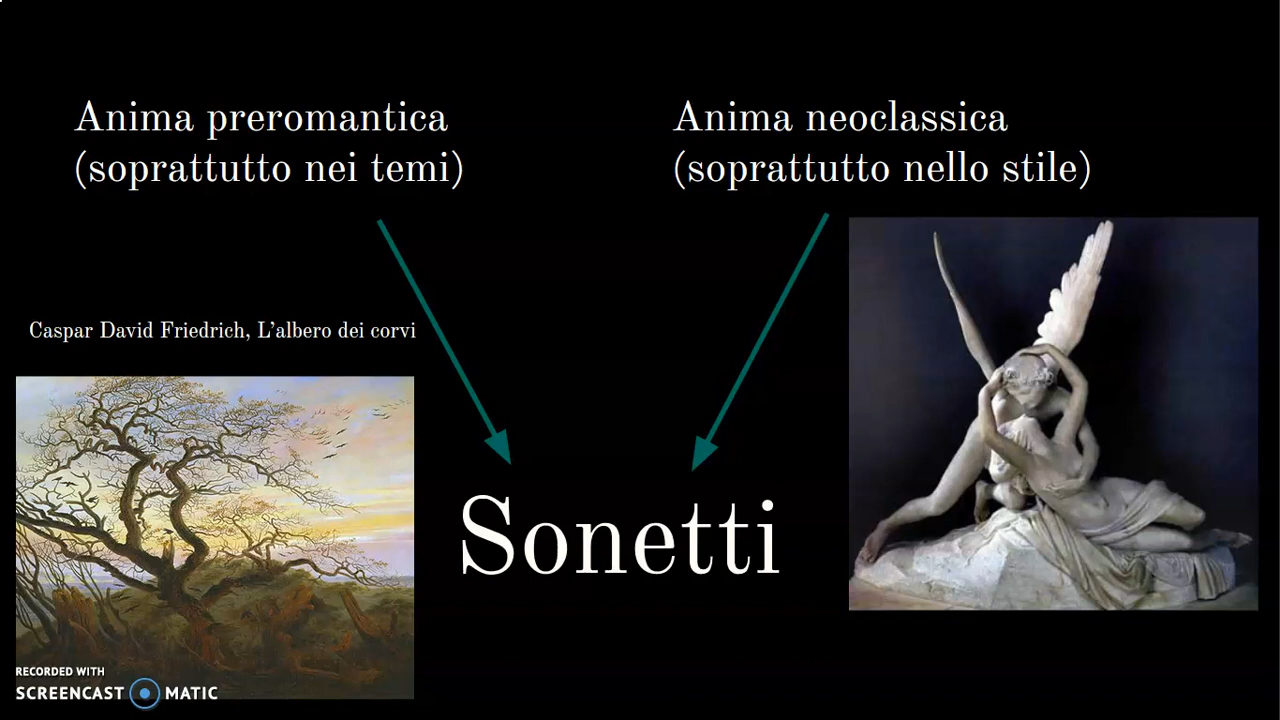 Anima preromantica
(soprattutto nei temi)
Anima neoclassica
(soprattutto nello stile)
Caspar David Friedrich, L’albero dei corvi
Sonetti
RECORDED WITH
SCREENCAST MATIC